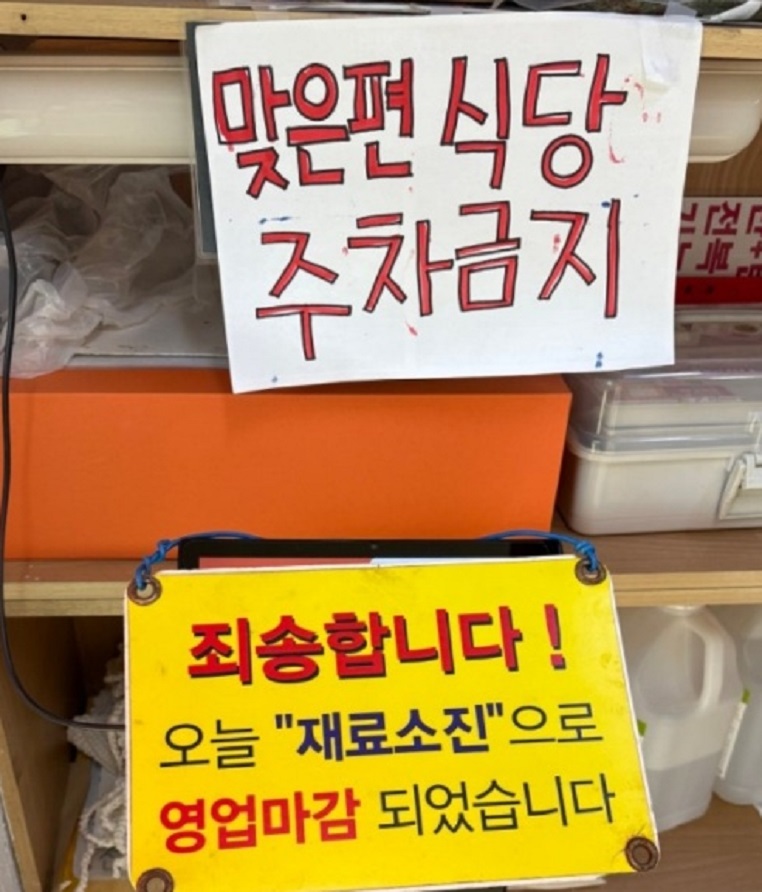 맞은편 식당
주차금지
죄송합니다!
오늘 "재료소진"으로
영업마감 되었습니다